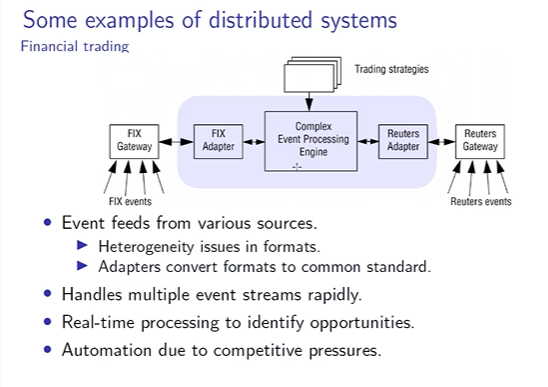 Some examples of distributed systems
Financial trading
Trading strategies
FIX
Gateway
FIX
Adapter
Complex
Event Processing
Engine
Reuters
Adapter
Reuters
Gateway
FIX events
Reuters events
• Event feeds from various sources.
▶ Heterogeneity issues in formats.
▶ Adapters convert formats to common standard.
• Handles multiple event streams rapidly.
• Real-time processing to identify opportunities.
• Automation due to competitive pressures.